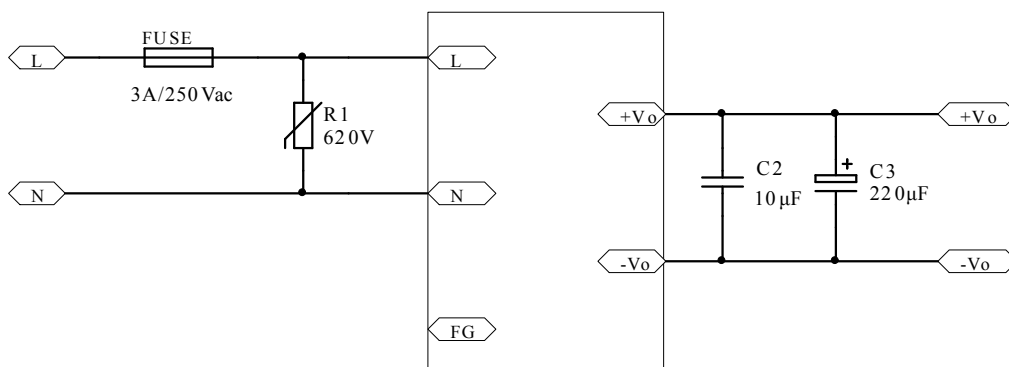 FUSE
L
L
3A/250Vac
R1
620V
N
N
+Vo
+Vo
C2
10μF
+
C3
220μF
-Vo
-Vo
FG